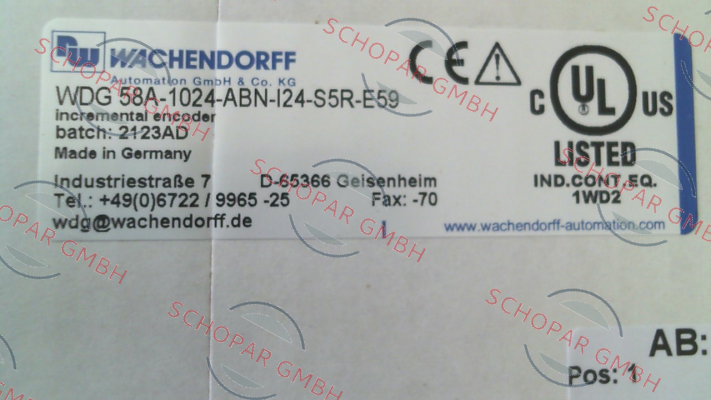 WACHENDORFF
Automation GmbH & Co. KG
WDG 58A-1024-ABN-I24-S5R-E59
incremental encoder
batch: 2123AD
Made in Germany
Industriestraße 7 D-65366 Geisenheim
Tel.: +49(0)6722 / 9965 -25 Fax: -70
wdg@wachendorff.de
CE
C UL US
LISTED
IND.CONT.EQ.
1WD2
www.wachendorff-automation.com
AB:
Pos: 1
SCHOPAR GMBH
SCHOPAR GMBH
SCHOPAR GMBH
SCHOPAR GMBH
SCHOPAR GMBH
SCHOPAR GMBH
SCHOPAR GMBH